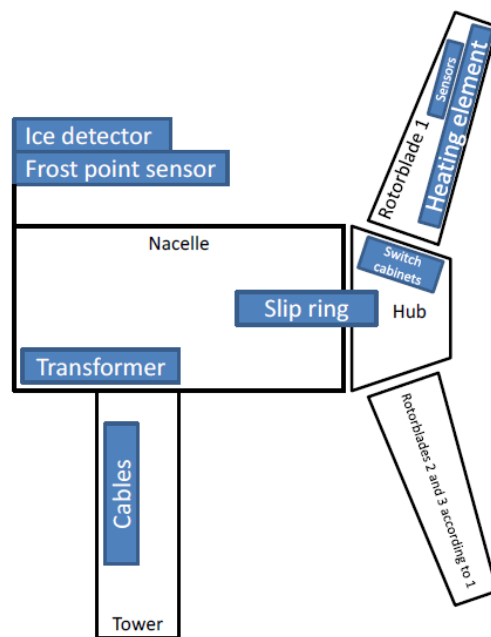 Ice detector
Frost point sensor
Nacelle
Slip ring
Transformer
Cables
Tower
Rotorblade 1
Sensors
Heating element
Switch
cabinets
Hub
Rotorblades 2 and 3 according to 1